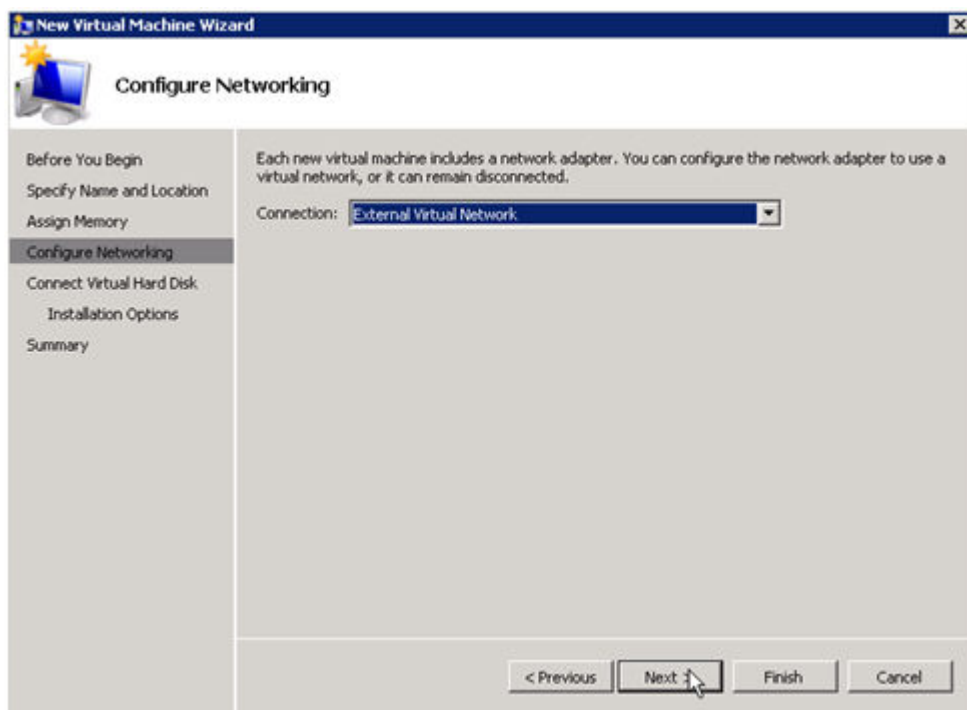 New Virtual Machine Wizard
Configure Networking
Before You Begin
Specify Name and Location
Assign Memory
Configure Networking
Connect Virtual Hard Disk
Installation Options
Summary
Each new virtual machine includes a network adapter. You can configure the network adapter to use a
virtual network, or it can remain disconnected.
Connection: External Virtual Network
< Previous Next > Finish Cancel